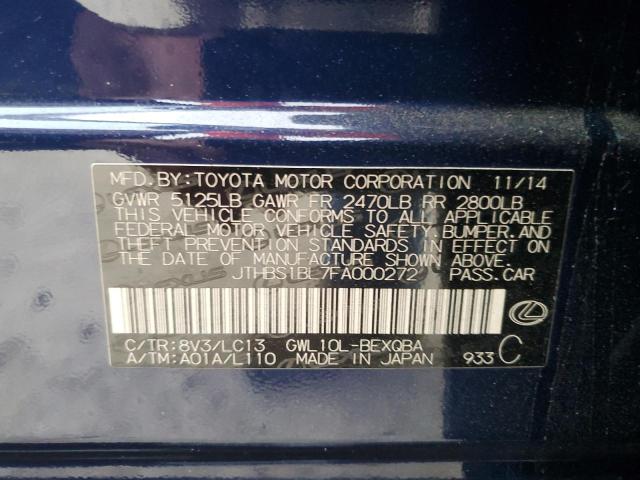 MFD. BY: TOYOTA MOTOR CORPORATION 11/14
GVWR 5125LB GAWR FR 2470LB RR 2800LB
THIS VEHICLE CONFORMS TO ALL APPLICABLE
FEDERAL MOTOR VEHICLE SAFETY, BUMPER, AND
THEFT PREVENTION STANDARDS IN EFFECT ON
THE DATE OF MANUFACTURE SHOWN ABOVE.
JTHBS1BL7FA000272 PASS. CAR
C/TR: 8V3/LC13 GWL10L-BEXQBA
A/TM: A01A/L110 MADE IN JAPAN 933 C